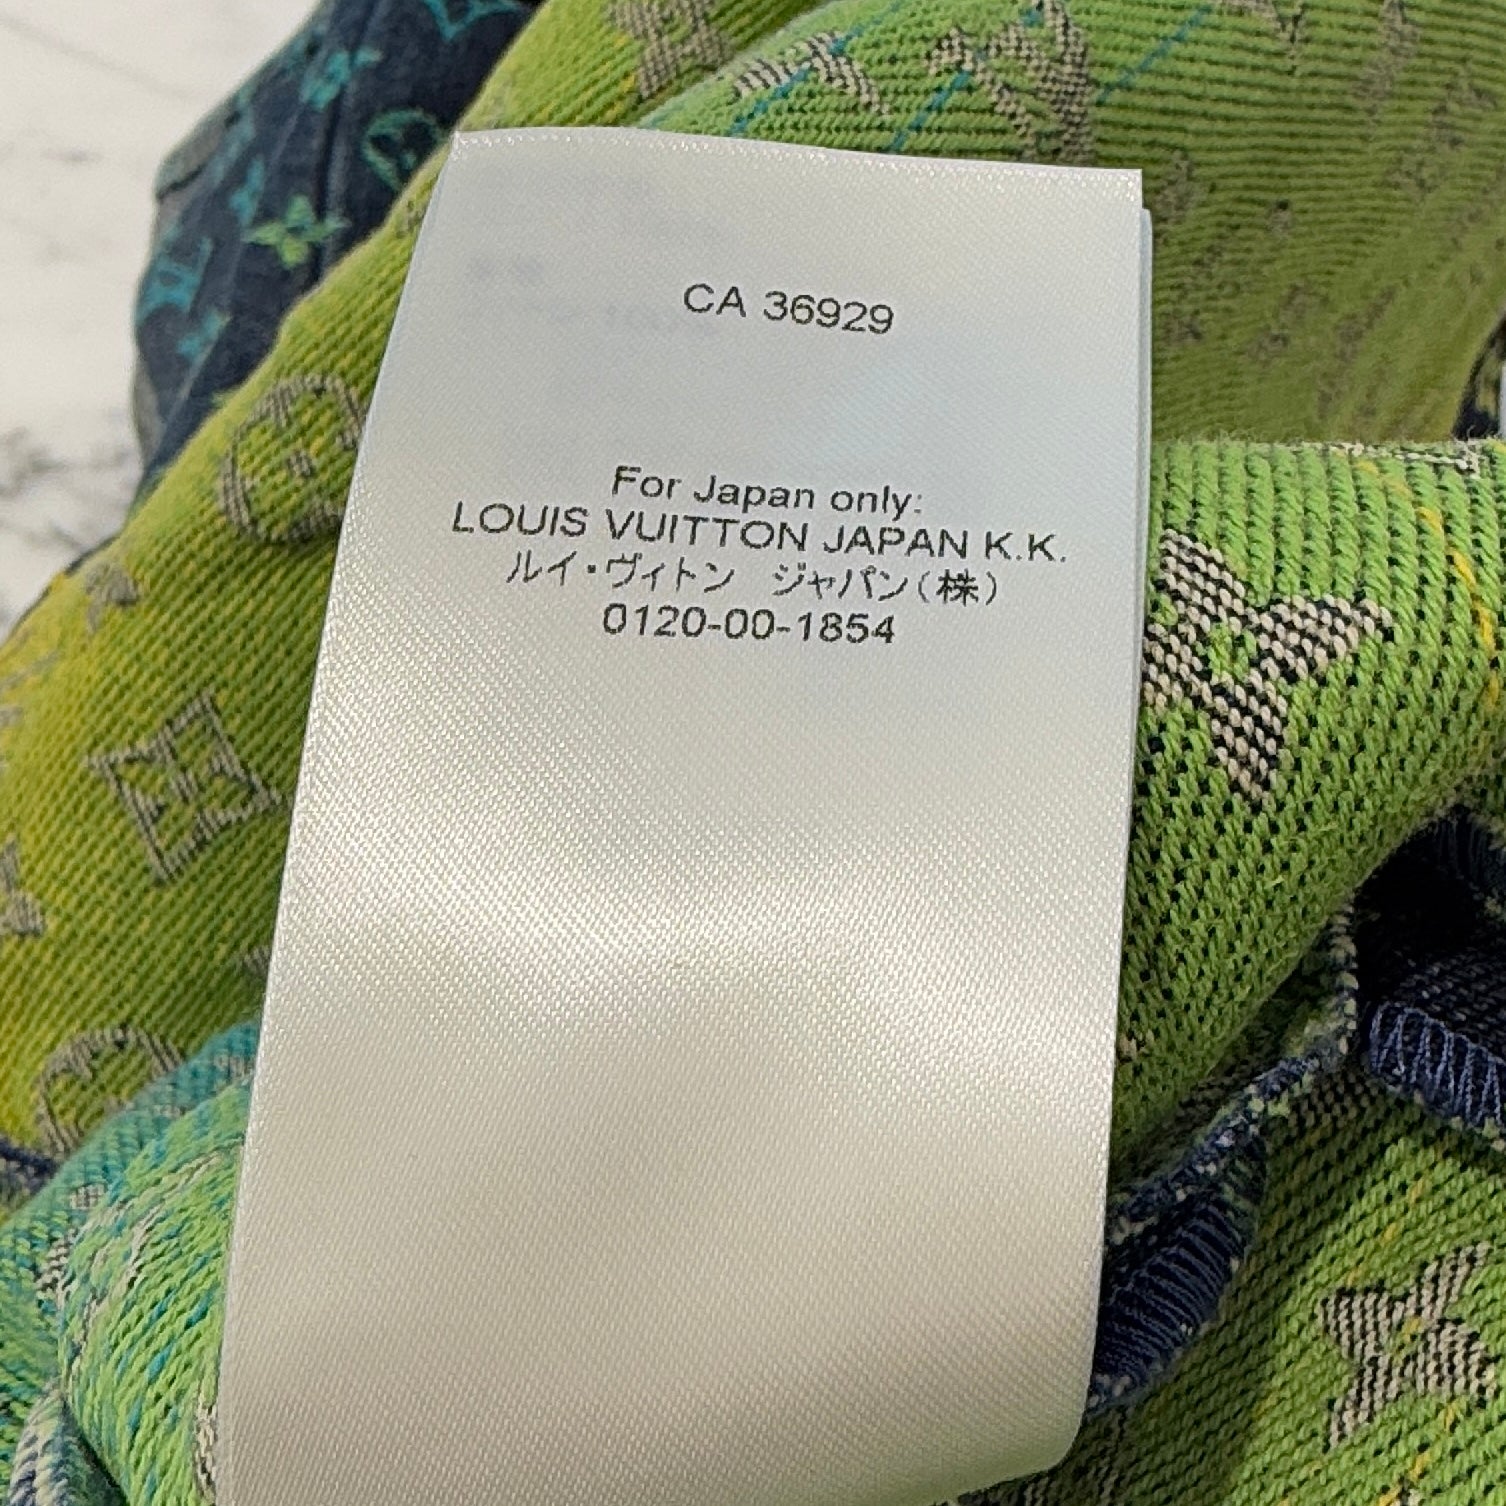 CA 36929
For Japan only:
LOUIS VUITTON JAPAN K.K.
ルイ・ヴィトン　ジャパン(株)
0120-00-1854